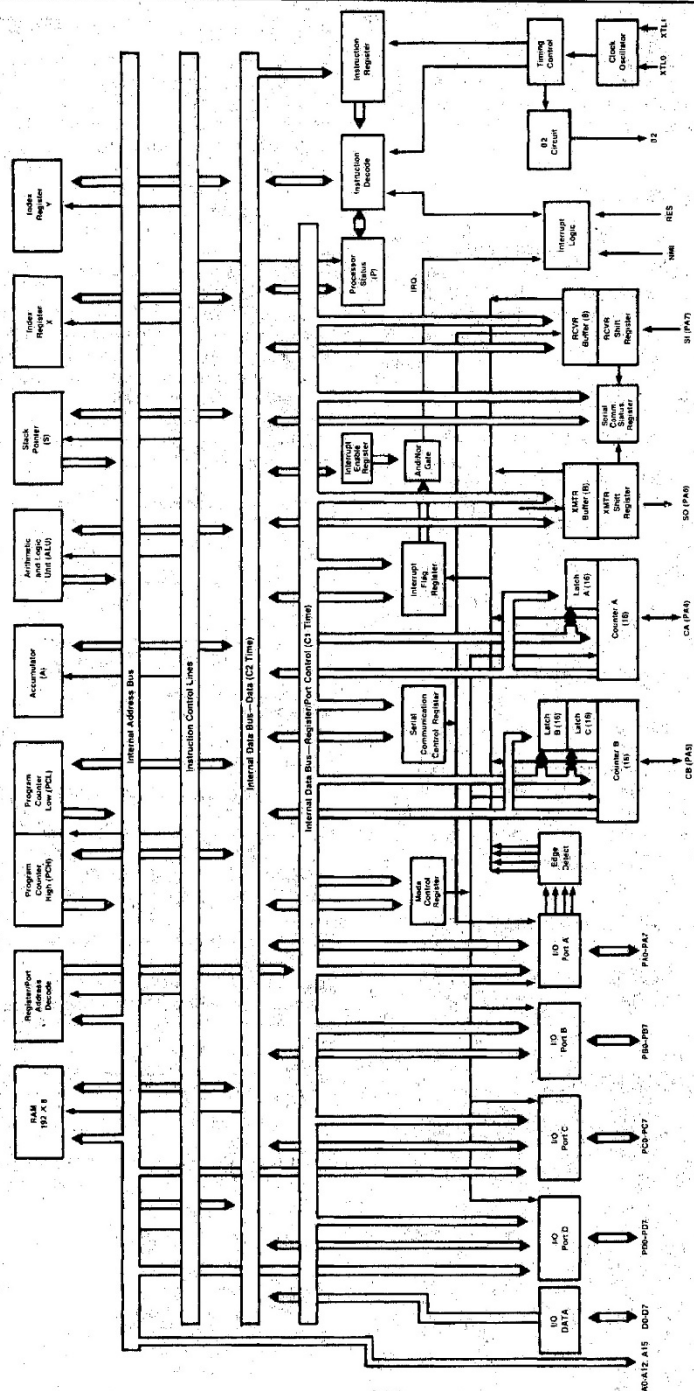 Index
Register
Y
Index
Register
X
Stack
Pointer
(S)
Arithmetic
and Logic
Unit (ALU)
Accumulator
(A)
Program
Counter
Low (PCL)
Program
Counter
High (PCH)
Register/Port
Address
Decode
RAM
192 X 8
Internal Address Bus
Instruction Control Lines
Internal Data Bus—Data (C2 Time)
Internal Data Bus—Register/Port Control (C1 Time)
Instruction
Register
Instruction
Decode
Processor
Status
(P)
Timing
Control
Clock
Oscillator
XTL1
XTL0
02
Circuit
02
Interrupt
Logic
RES
NMI
IRQ
Interrupt
Enable
Register
And/Nor
Gate
Interrupt
Flag
Register
RCVR
Buffer (8)
RCVR
Shift
Register
SI (PA7)
Serial
Comm.
Status
Register
XMTR
Buffer (8)
XMTR
Shift
Register
SO (PA6)
Latch
A (16)
Counter A
(16)
CA (PA4)
Serial
Communication
Control Register
Latch
B (16)
Latch
C (16)
Counter B
(16)
CB (PA5)
Mode
Control
Register
Edge
Detect
I/O
Port A
PA0-PA7
I/O
Port B
PB0-PB7
I/O
Port C
PC0-PC7
I/O
Port D
PD0-PD7
I/O
DATA
D0-D7
A0-A12, A15